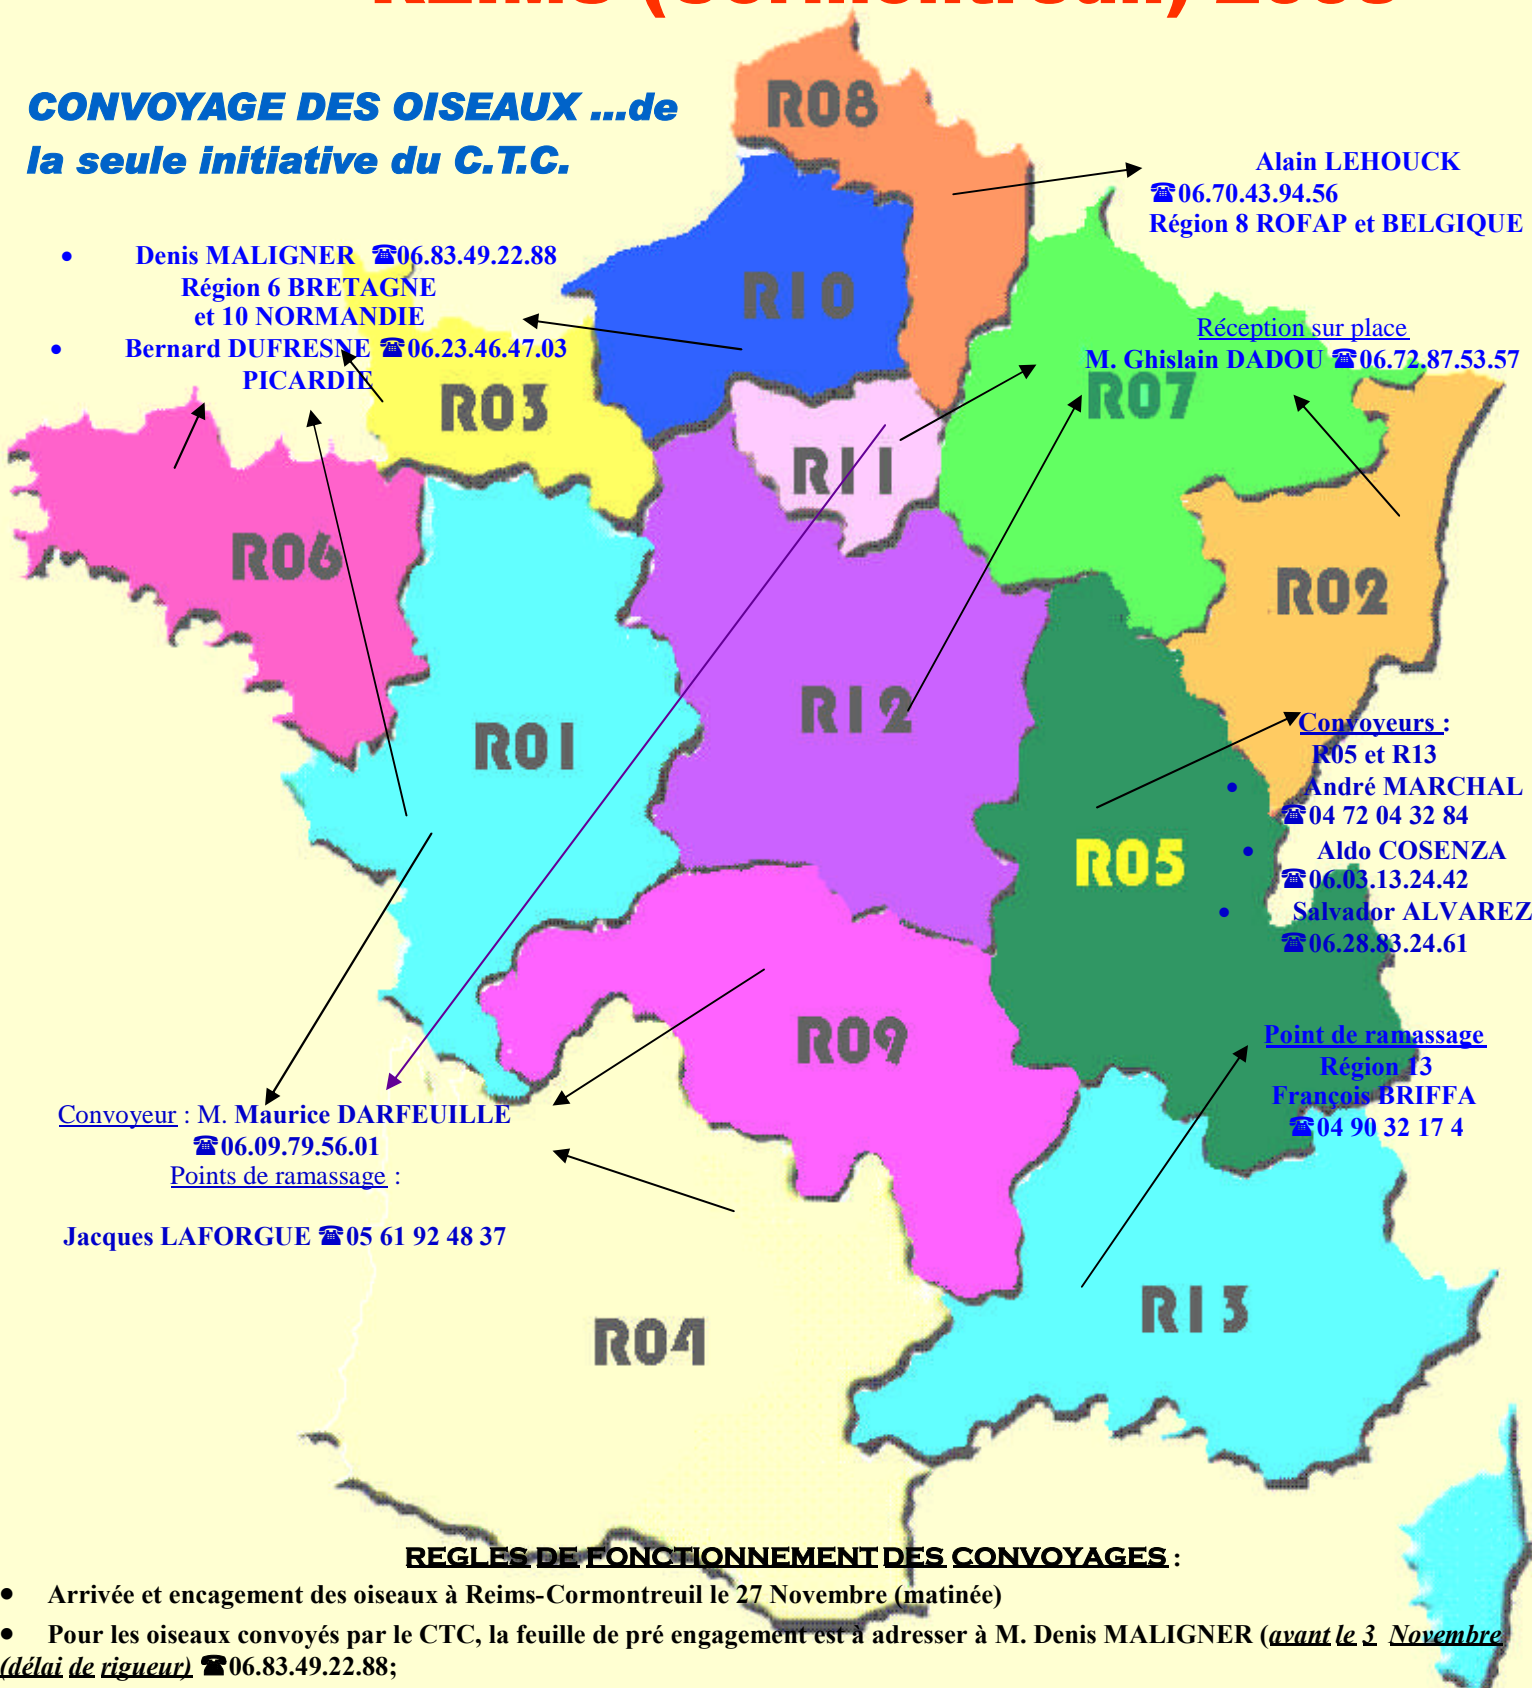 REIMS (Cormontreuil) 2008
CONVOYAGE DES OISEAUX ...de
la seule initiative du C.T.C.
R08
Alain LEHOUCK
☎06.70.43.94.56
Région 8 ROFAP et BELGIQUE
• Denis MALIGNER ☎06.83.49.22.88
Région 6 BRETAGNE
et 10 NORMANDIE
• Bernard DUFRESNE ☎06.23.46.47.03
PICARDIE
R10
Réception sur place
M. Ghislain DADOU ☎06.72.87.53.57
R07
R03
R11
R06
R02
R01
R12
Convoyeurs :
R05 et R13
• André MARCHAL
☎04 72 04 32 84
• Aldo COSENZA
☎06.03.13.24.42
• Salvador ALVAREZ
☎06.28.83.24.61
R05
R09
Point de ramassage
Région 13
François BRIFFA
☎04 90 32 17 4
Convoyeur : M. Maurice DARFEUILLE
☎06.09.79.56.01
Points de ramassage :
Jacques LAFORGUE ☎05 61 92 48 37
R13
R04
REGLES DE FONCTIONNEMENT DES CONVOYAGES :
• Arrivée et encagement des oiseaux à Reims-Cormontreuil le 27 Novembre (matinée)
• Pour les oiseaux convoyés par le CTC, la feuille de pré engagement est à adresser à M. Denis MALIGNER (avant le 3 Novembre
(délai de rigueur) ☎06.83.49.22.88;